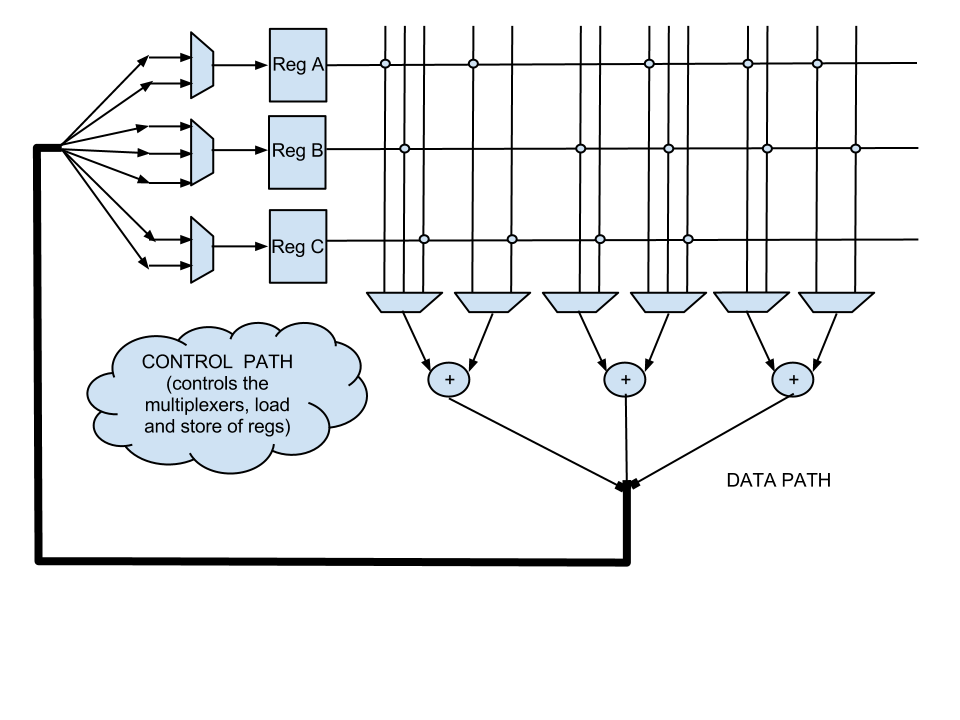 Reg A
Reg B
Reg C
CONTROL PATH
(controls the
multiplexers, load
and store of regs)
+
+
+
DATA PATH